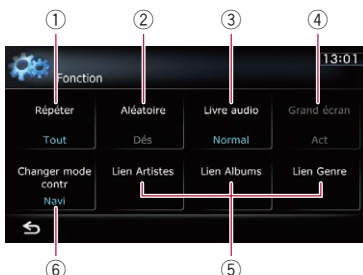 ① ② ③ ④
13:01
Fonction
Répéter Aléatoire Livre audio Grand écran
Tout Dés Normal Act
Changer mode contr Lien Artistes Lien Albums Lien Genre
Navi
⑥ ⑤